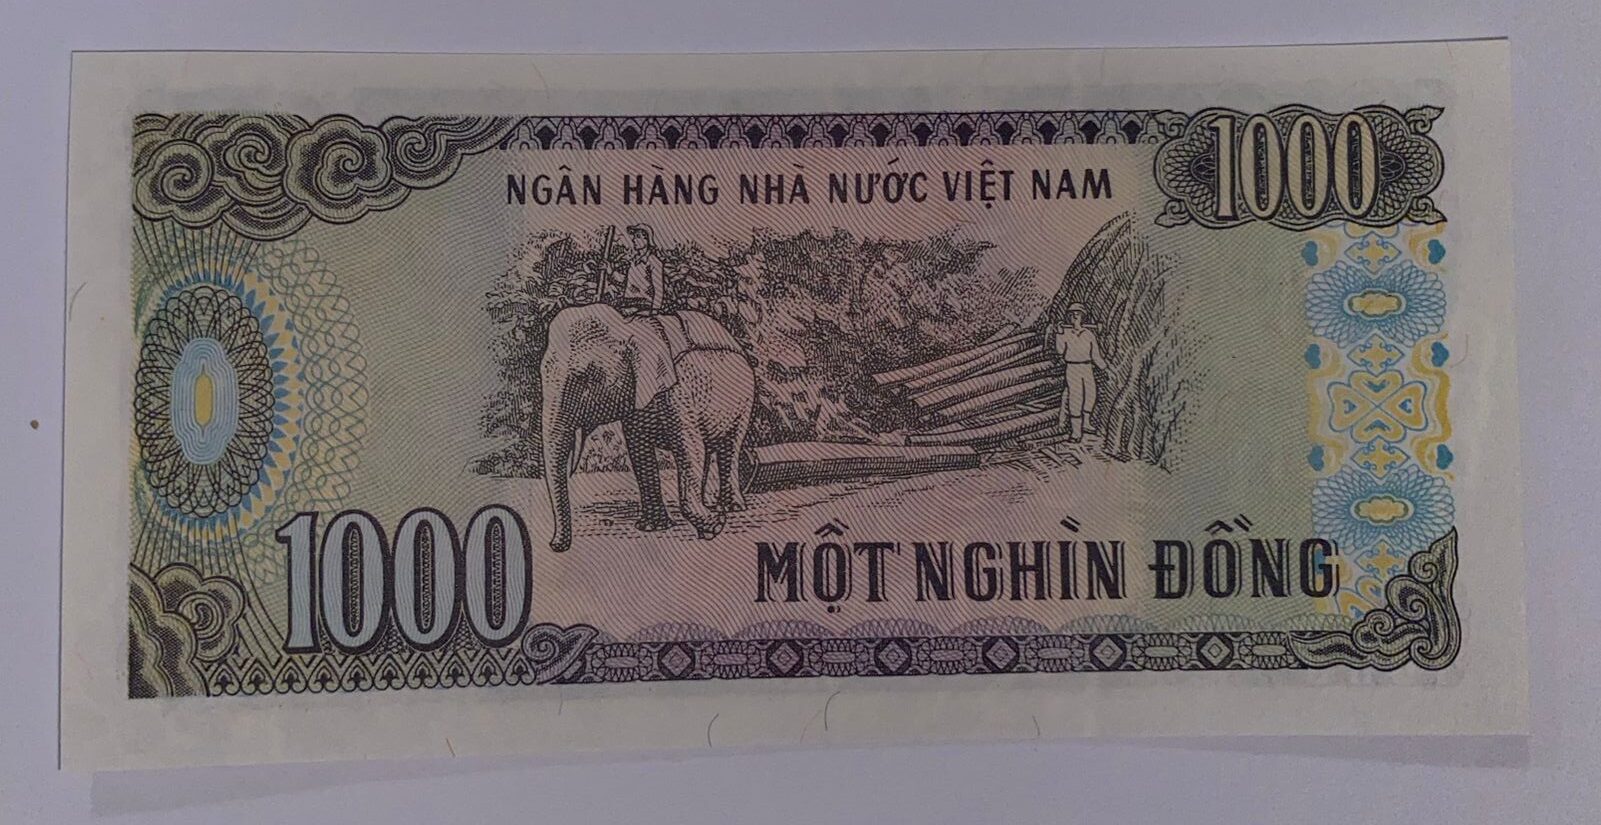 1000
NGÂN HÀNG NHÀ NƯỚC VIỆT NAM
1000
MỘT NGHÌN ĐỒNG